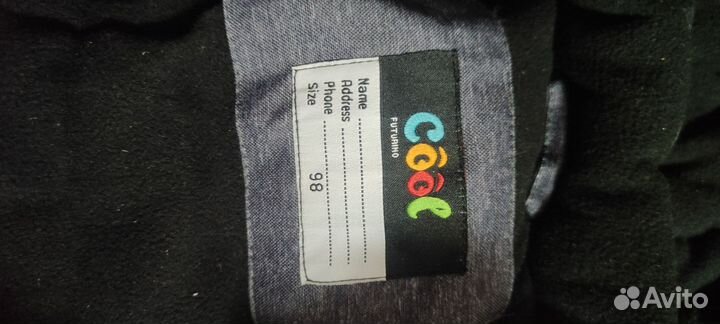 COOL
FUTURINO
Name ...........................
Address ...........................
Phone ...........................
Size ............ 98
Avito